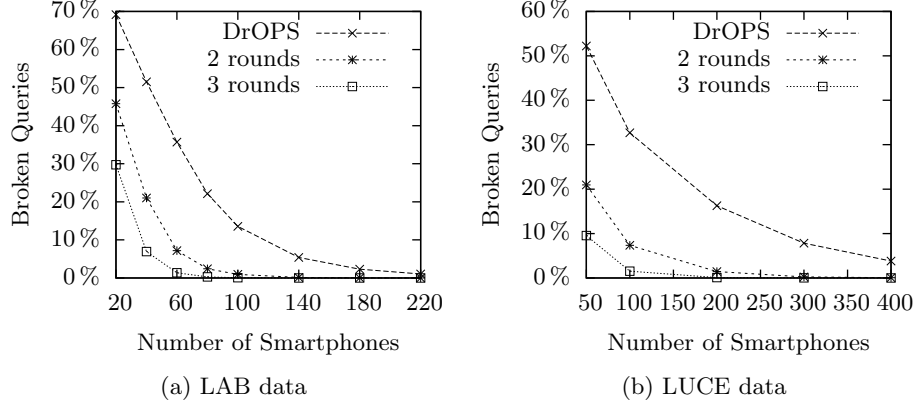 70 %
60 %
50 %
40 %
30 %
20 %
10 %
0 %
Broken Queries
DrOPS
2 rounds
3 rounds
20 60 100 140 180 220
Number of Smartphones
(a) LAB data
60 %
50 %
40 %
30 %
20 %
10 %
0 %
Broken Queries
DrOPS
2 rounds
3 rounds
50 100 150 200 250 300 350 400
Number of Smartphones
(b) LUCE data